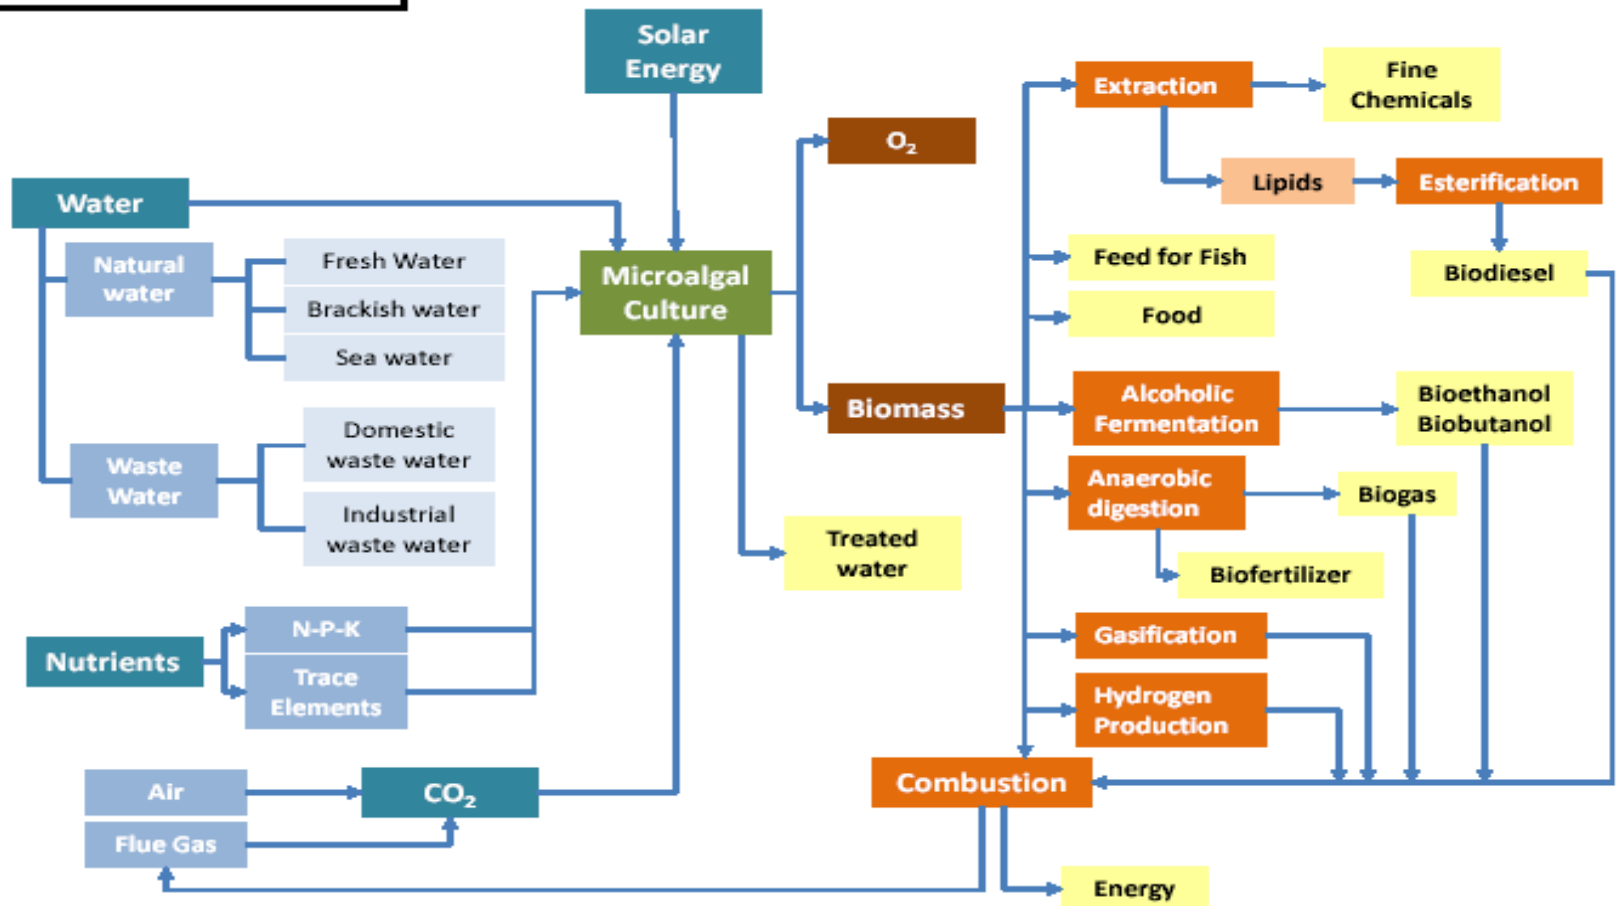 Solar
Energy
Extraction
Fine
Chemicals
O₂
Lipids
Esterification
Water
Natural
water
Fresh Water
Brackish water
Sea water
Microalgal
Culture
Feed for Fish
Biodiesel
Food
Biomass
Alcoholic
Fermentation
Bioethanol
Biobutanol
Waste
Water
Domestic
waste water
Industrial
waste water
Anaerobic
digestion
Biogas
Treated
water
Biofertilizer
Nutrients
N-P-K
Trace
Elements
Gasification
Hydrogen
Production
Air
CO₂
Combustion
Flue Gas
Energy